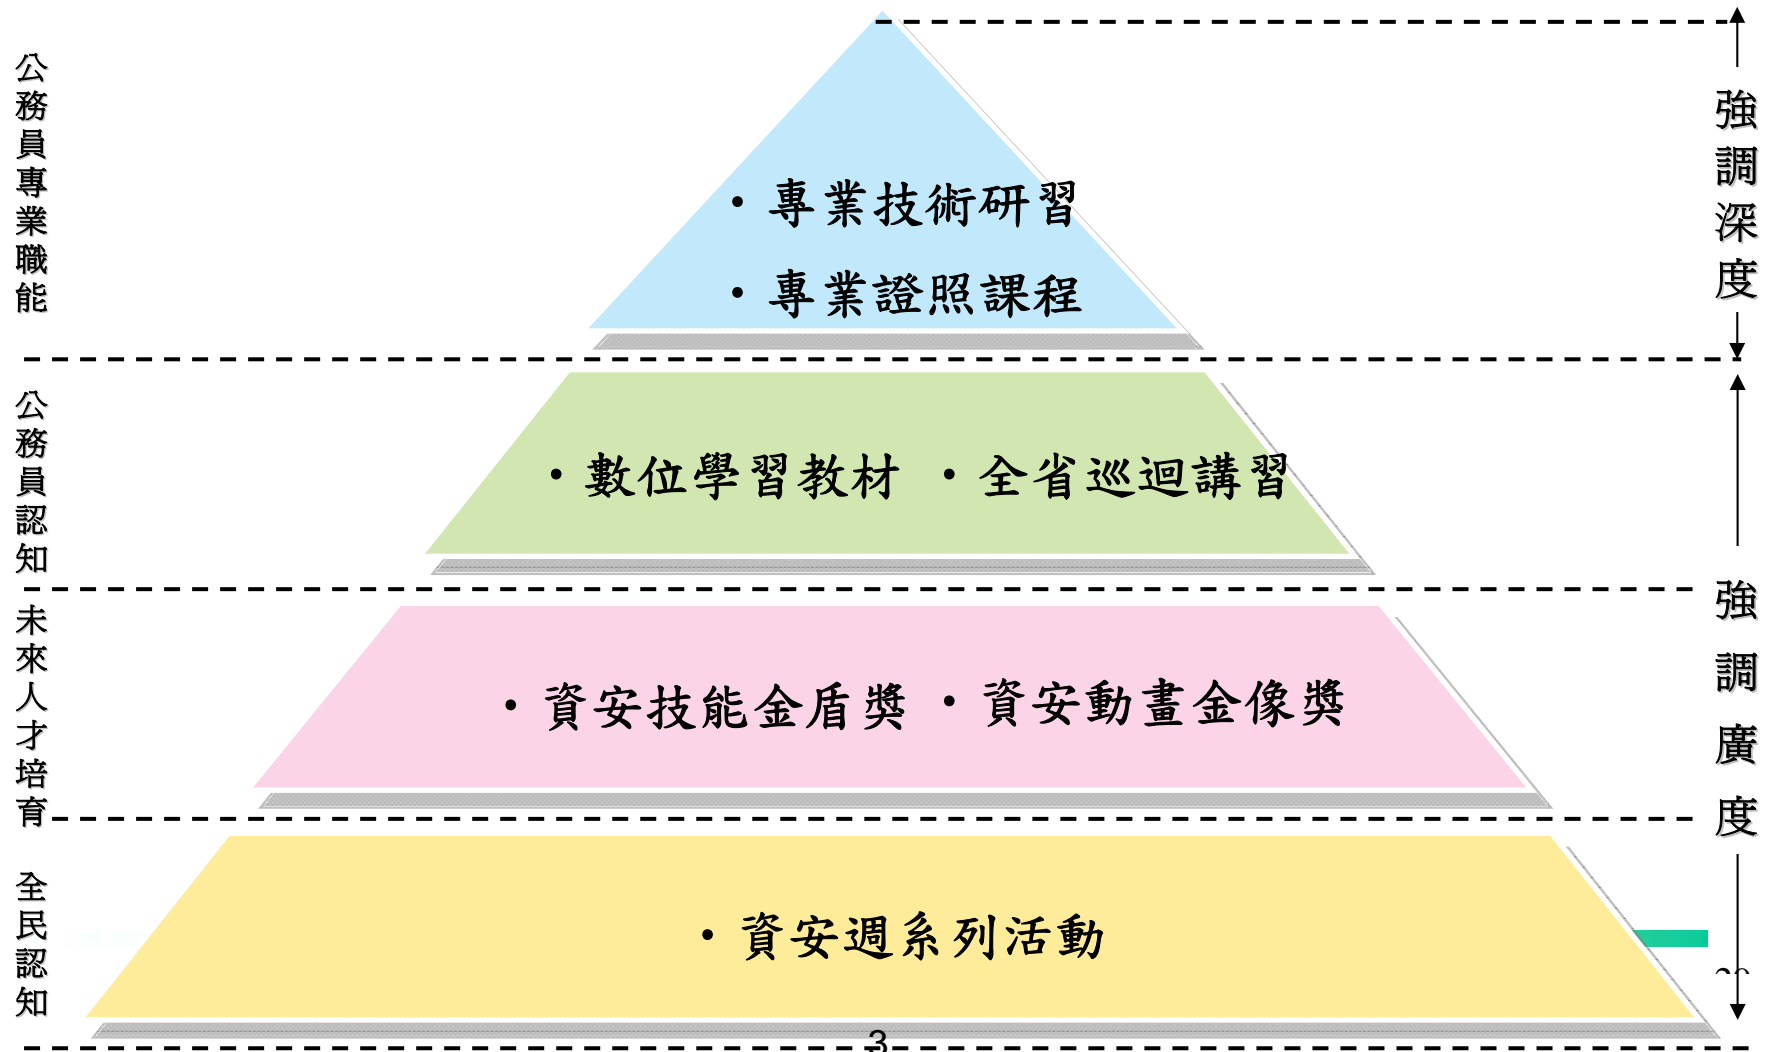 公務員專業職能
強調深度
・專業技術研習
・專業證照課程
公務員認知
・數位學習教材 ・全省巡迴講習
強調廣度
未來人才培育
・資安技能金盾獎 ・資安動畫金像獎
全民認知
・資安週系列活動
3